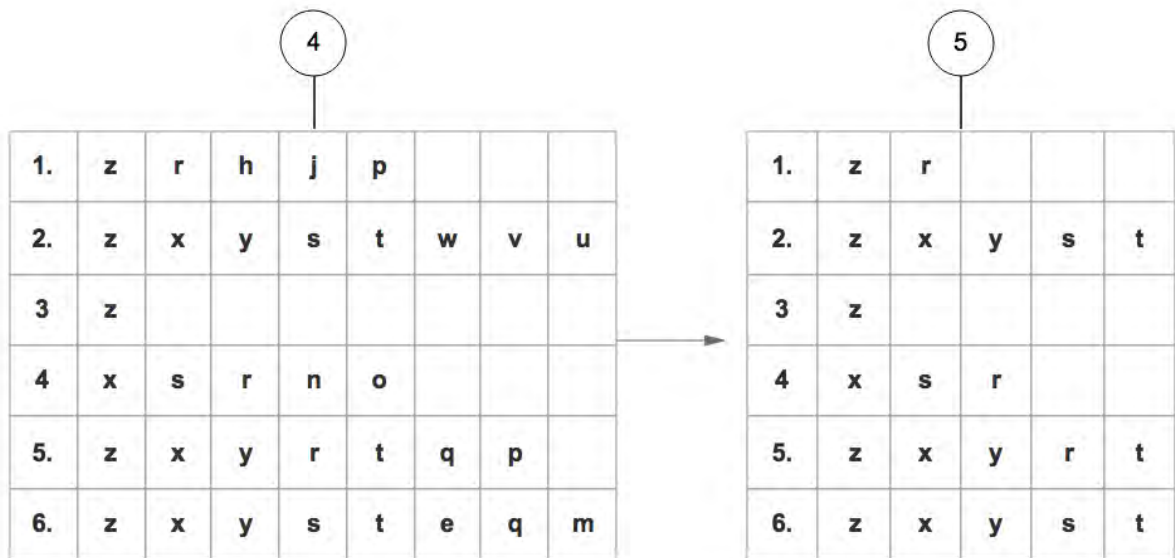 4 5
1. z r h j p
2. z x y s t w v u
3 z
4 x s r n o
5. z x y r t q p
6. z x y s t e q m
1. z r
2. z x y s t
3 z
4 x s r
5. z x y r t
6. z x y s t